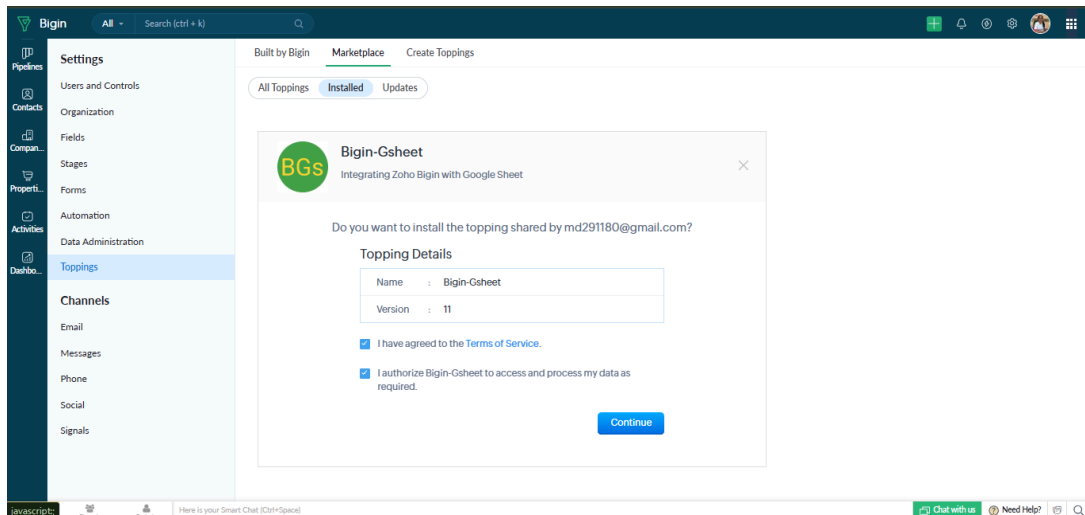 Bigin
All
Search (ctrl + k)
Pipelines
Contacts
Compan...
Properti...
Activities
Dashbo...
Settings
Users and Controls
Organization
Fields
Stages
Forms
Automation
Data Administration
Toppings
Channels
Email
Messages
Phone
Social
Signals
Built by Bigin Marketplace Create Toppings
All Toppings Installed Updates
BGs
Bigin-Gsheet
Integrating Zoho Bigin with Google Sheet
Do you want to install the topping shared by md291180@gmail.com?
Topping Details
Name : Bigin-Gsheet
Version : 11
I have agreed to the Terms of Service.
I authorize Bigin-Gsheet to access and process my data as
required.
Continue
javascript:;
Here is your Smart Chat (Ctrl+Space)
Chat with us
Need Help?